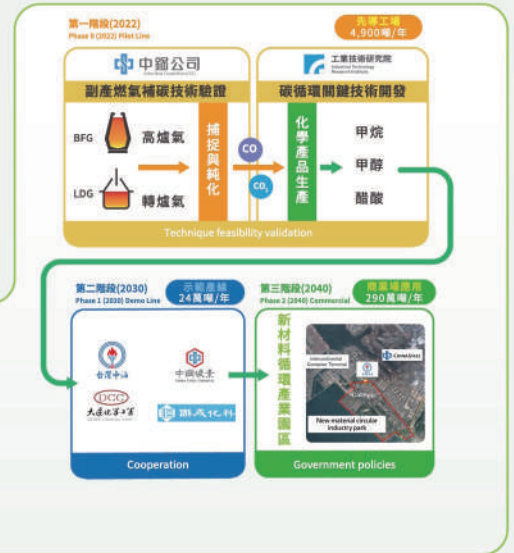 第一階段(2022)
Phase 0 (2022) Pilot Line
先導工場
4,900噸/年
中鋼公司
副產燃氣補碳技術驗證
BFG
高爐氣
LDG
轉爐氣
捕捉與純化
CO
CO₂
工業技術研究院
Industrial Technology
Research Institute
碳循環關鍵技術開發
化學產品生產
甲烷
甲醇
醋酸
Technique feasibility validation
第二階段(2030)
Phase 1 (2030) Demo Line
示範產線
24萬噸/年
台灣中油
中鋼碳素
DCC
大連化學工業
聯成化科
Cooperation
第三階段(2040)
Phase 2 (2040) Commercial
商業場應用
290萬噸/年
新材料循環產業園區
Intercontinental
Container Terminal
New material circular
industry park
Government policies